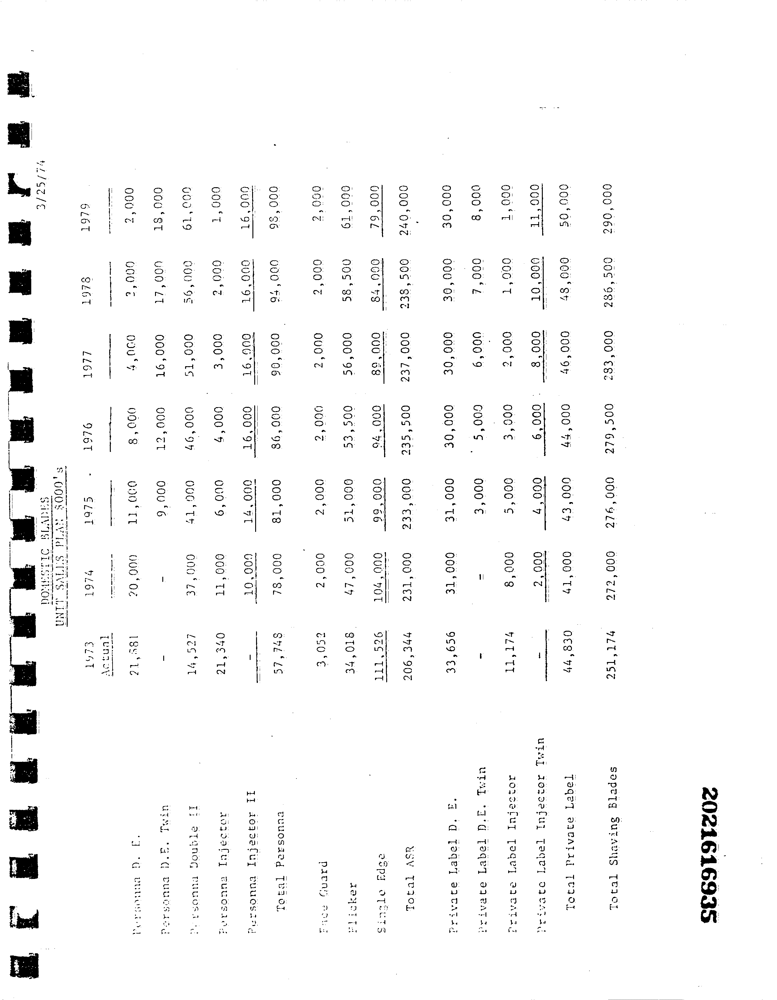 3/25/74
DOMESTIC BLADES
UNIT SALES PLAN $000's
1973 1974 1975 1976 1977 1978 1979
Actual
Personna D. E. 21,881 20,000 11,000 8,000 4,000 2,000 2,000
Personna D.E. Twin - - 9,000 12,000 16,000 17,000 18,000
Personna Double II 14,527 37,000 41,000 46,000 51,000 56,000 61,000
Personna Injector 21,340 11,000 6,000 4,000 3,000 2,000 1,000
Personna Injector II - 10,000 14,000 16,000 16,000 16,000 16,000
Total Personna 57,748 78,000 81,000 86,000 90,000 94,000 98,000
Face Guard 3,052 2,000 2,000 2,000 2,000 2,000 2,000
Flicker 34,018 47,000 51,000 53,500 56,000 58,500 61,000
Single Edge 111,526 104,000 99,000 94,000 89,000 84,000 79,000
Total ASR 206,344 231,000 233,000 235,500 237,000 238,500 240,000
Private Label D. E. 33,656 31,000 31,000 30,000 30,000 30,000 30,000
Private Label D.E. Twin - = 3,000 5,000 6,000 7,000 8,000
Private Label Injector 11,174 8,000 5,000 3,000 2,000 1,000 1,000
Private Label Injector Twin - 2,000 4,000 6,000 8,000 10,000 11,000
Total Private Label 44,830 41,000 43,000 44,000 46,000 48,000 50,000
Total Shaving Blades 251,174 272,000 276,000 279,500 283,000 286,500 290,000
2021616935